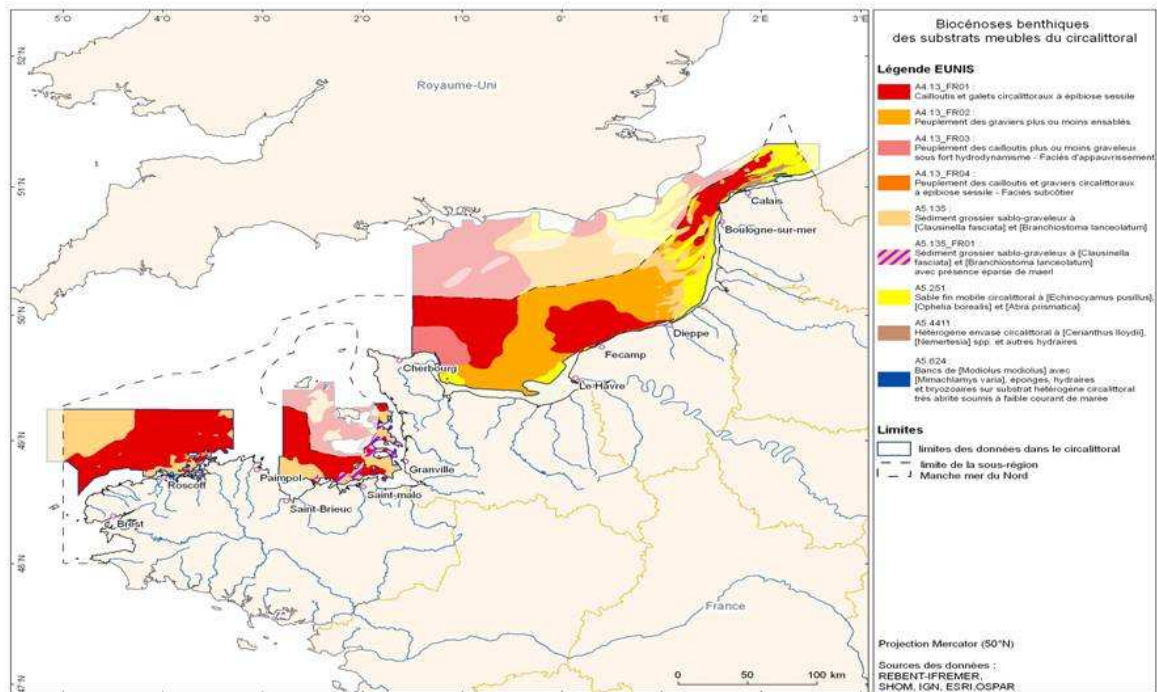 5°O 4°O 3°O 2°O 1°O 0° 1°E 2°E 3°E
52°N
51°N
50°N
49°N
48°N
47°N
Royaume-Uni
Calais
Boulogne-sur-mer
Dieppe
Fecamp
Le Havre
Cherbourg
Granville
Saint-malo
Paimpol
Saint-Brieuc
Roscoff
Brest
France
0 50 100 km
Biocénoses benthiques
des substrats meubles du circalittoral
Légende EUNIS
A4.13_FR01 :
Cailloutis et galets circalittoraux à épibiose sessile
A4.13_FR02 :
Peuplement des graviers plus ou moins ensablés
A4.13_FR03 :
Peuplement des cailloutis plus ou moins graveleux
sous fort hydrodynamisme - Faciès d'appauvrissement
A4.13_FR04 :
Peuplement des cailloutis et graviers circalittoraux
à épibiose sessile - Faciès subcôtier
A5.135
Sédiment grossier sablo-graveleux à
[Clausinella fasciata] et [Branchiostoma lanceolatum]
A5.135_FR01 :
Sédiment grossier sablo-graveleux à [Clausinella
fasciata] et [Branchiostoma lanceolatum]
avec présence éparse de maerl
A5.251
Sable fin mobile circalittoral à [Echinocyamus pusillus],
[Ophelia borealis] et [Abra prismatica]
A5.4411
Hétérogène envasé circalittoral à [Cerianthus lloydii],
[Nemertesia] spp. et autres hydraires
A5.624 :
Bancs de [Modiolus modiolus] avec
[Mimachlamys varia], éponges, hydraires
et bryozoaires sur substrat hétérogène circalittoral
très abrité soumis à faible courant de marée
Limites
limites des données dans le circalittoral
limite de la sous-région
Manche mer du Nord
Projection Mercator (50°N)
Sources des données :
REBENT-IFREMER,
SHOM, IGN, ESRI,OSPAR